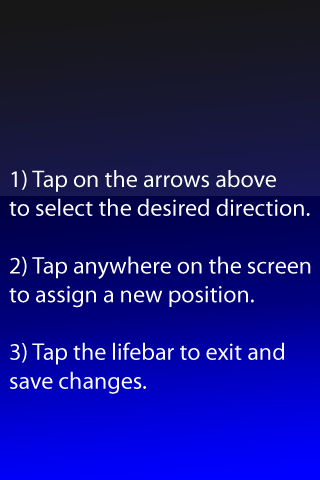 1) Tap on the arrows above
to select the desired direction.
2) Tap anywhere on the screen
to assign a new position.
3) Tap the lifebar to exit and
save changes.